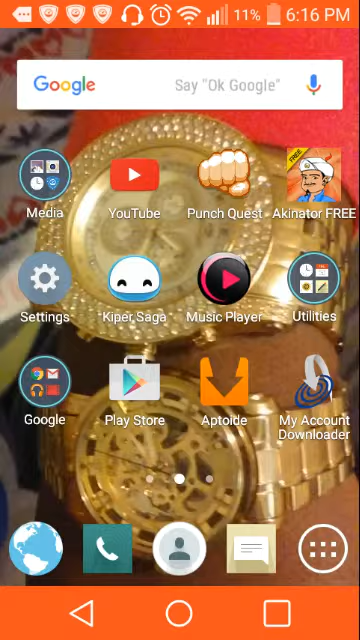 11% 6:16 PM
Google Say "Ok Google"
FREE
Media YouTube Punch Quest Akinator FREE
Settings Kiper Saga Music Player Utilities
Google Play Store Aptoide My Account
Downloader